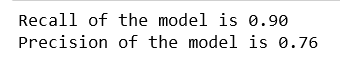 Recall of the model is 0.90
Precision of the model is 0.76